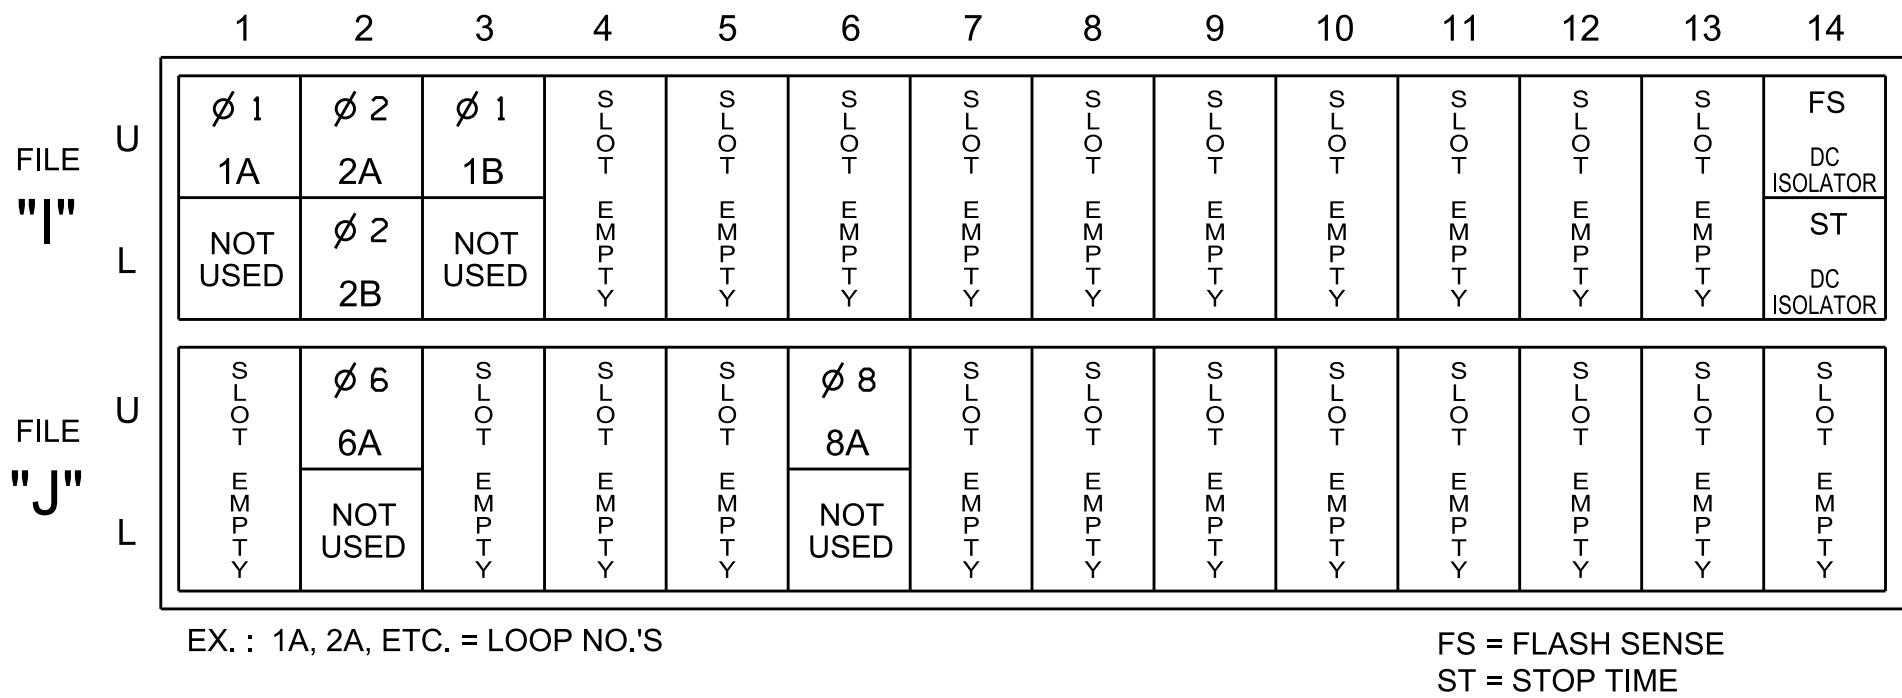 1 2 3 4 5 6 7 8 9 10 11 12 13 14
FILE "I"
U
ø 1 1A
ø 2 2A
ø 1 1B
SLOT EMPTY
SLOT EMPTY
SLOT EMPTY
SLOT EMPTY
SLOT EMPTY
SLOT EMPTY
SLOT EMPTY
SLOT EMPTY
SLOT EMPTY
SLOT EMPTY
FS DC ISOLATOR
L
NOT USED
ø 2 2B
NOT USED
ST DC ISOLATOR
FILE "J"
U
SLOT EMPTY
ø 6 6A
SLOT EMPTY
SLOT EMPTY
SLOT EMPTY
ø 8 8A
SLOT EMPTY
SLOT EMPTY
SLOT EMPTY
SLOT EMPTY
SLOT EMPTY
SLOT EMPTY
SLOT EMPTY
SLOT EMPTY
L
NOT USED
NOT USED
EX. : 1A, 2A, ETC. = LOOP NO.'S
FS = FLASH SENSE
ST = STOP TIME